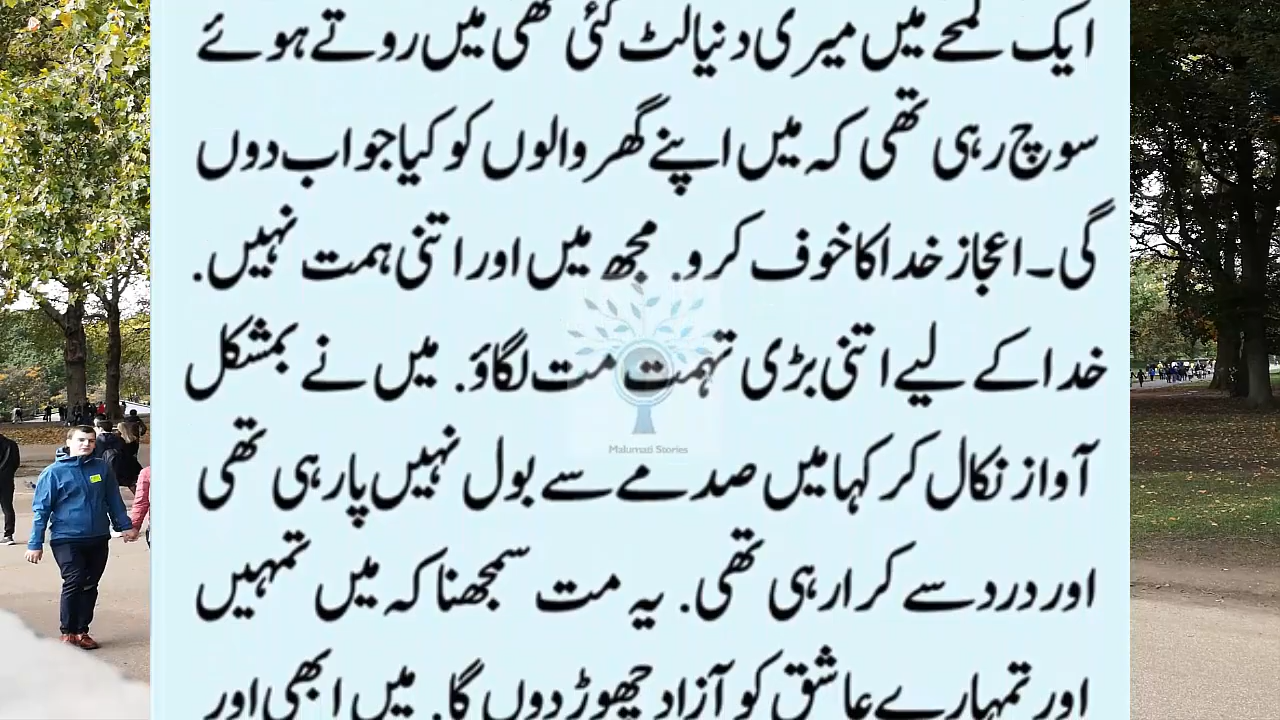 ایک لمحے میں میری دنیا لٹ گئی تھی میں روتے ہوئے
سوچ رہی تھی کہ میں اپنے گھر والوں کو کیا جواب دوں
گی۔ اعجاز خدا کا خوف کرو. مجھ میں اور اتنی ہمت نہیں.
خدا کے لیے اتنی بڑی تہمت مت لگاؤ. میں نے بمشکل
آواز نکال کر کہا میں صدمے سے بول نہیں پا رہی تھی
اور درد سے کرا رہی تھی. یہ مت سمجھنا کہ میں تمہیں
اور تمہارے عاشق کو آزاد چھوڑ دوں گا. میں ابھی اور
Malumati Stories